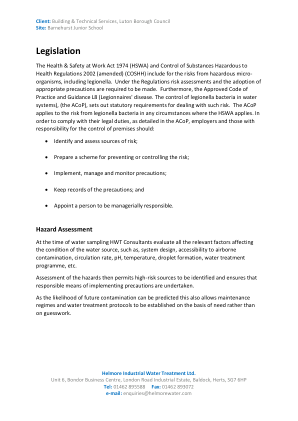 Client: Building & Technical Services, Luton Borough Council
Site: Barnehurst Junior School
Legislation
The Health & Safety at Work Act 1974 (HSWA) and Control of Substances Hazardous to
Health Regulations 2002 (amended) (COSHH) include for the risks from hazardous micro-
organisms, including legionella.  Under the Regulations risk assessments and the adoption of
appropriate precautions are required to be made.  Furthermore, the Approved Code of
Practice and Guidance L8 (Legionnaires' disease. The control of legionella bacteria in water
systems), (the ACoP), sets out statutory requirements for dealing with such risk.  The ACoP
applies to the risk from legionella bacteria in any circumstances where the HSWA applies. In
order to comply with their legal duties, as detailed in the ACoP, employers and those with
responsibility for the control of premises should:
• Identify and assess sources of risk;
• Prepare a scheme for preventing or controlling the risk;
• Implement, manage and monitor precautions;
• Keep records of the precautions; and
• Appoint a person to be managerially responsible.
Hazard Assessment
At the time of water sampling HWT Consultants evaluate all the relevant factors affecting
the condition of the water source, such as, system design, accessibility to airborne
contamination, circulation rate, pH, temperature, droplet formation, water treatment
programme, etc.
Assessment of the hazards then permits high-risk sources to be identified and ensures that
responsible means of implementing precautions are undertaken.
As the likelihood of future contamination can be predicted this also allows maintenance
regimes and water treatment protocols to be established on the basis of need rather than
on guesswork.
Helmore Industrial Water Treatment Ltd.
Unit 6, Bondor Business Centre, London Road Industrial Estate, Baldock, Herts, SG7 6HP
Tel: 01462 895588    Fax: 01462 893872
e-mail: enquiries@helmorewater.com